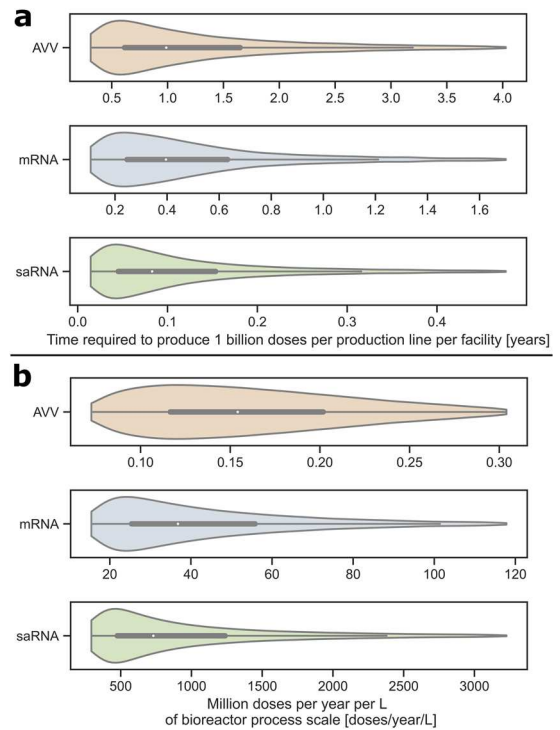 a
AVV
0.5 1.0 1.5 2.0 2.5 3.0 3.5 4.0
mRNA
0.2 0.4 0.6 0.8 1.0 1.2 1.4 1.6
saRNA
0.0 0.1 0.2 0.3 0.4
Time required to produce 1 billion doses per production line per facility [years]
b
AVV
0.10 0.15 0.20 0.25 0.30
mRNA
20 40 60 80 100 120
saRNA
500 1000 1500 2000 2500 3000
Million doses per year per L
of bioreactor process scale [doses/year/L]